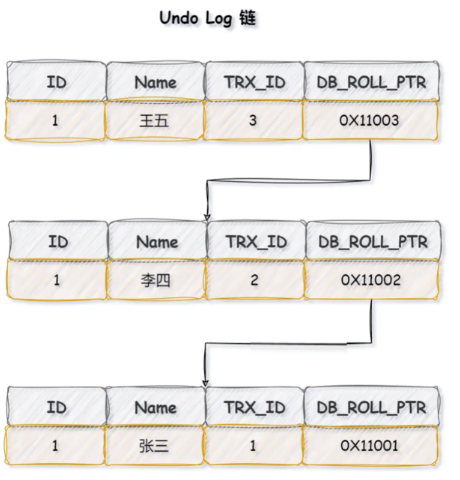 Undo Log 链
ID Name TRX_ID DB_ROLL_PTR
1 王五 3 0X11003
ID Name TRX_ID DB_ROLL_PTR
1 李四 2 0X11002
ID Name TRX_ID DB_ROLL_PTR
1 张三 1 0X11001